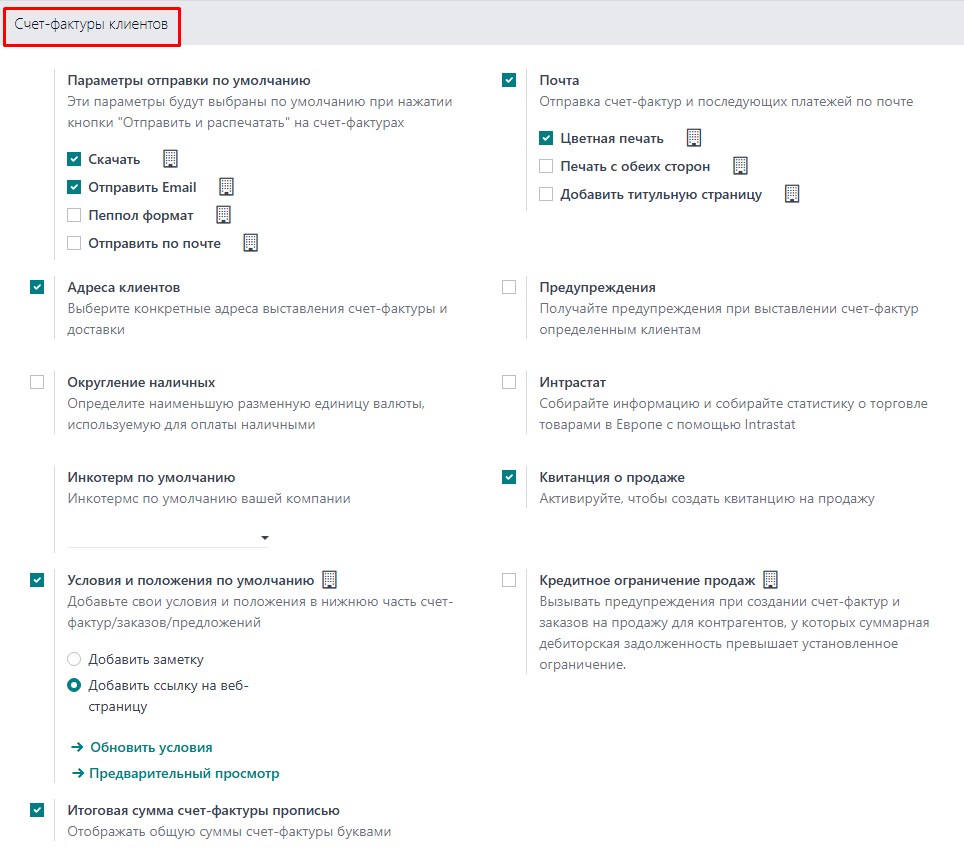 Счет-фактуры клиентов
Параметры отправки по умолчанию
Эти параметры будут выбраны по умолчанию при нажатии
кнопки "Отправить и распечатать" на счет-фактурах
Скачать
Отправить Email
Пеппол формат
Отправить по почте
Почта
Отправка счет-фактур и последующих платежей по почте
Цветная печать
Печать с обеих сторон
Добавить титульную страницу
Адреса клиентов
Выберите конкретные адреса выставления счет-фактуры и
доставки
Предупреждения
Получайте предупреждения при выставлении счет-фактур
определенным клиентам
Округление наличных
Определите наименьшую разменную единицу валюты,
используемую для оплаты наличными
Интрастат
Собирайте информацию и собирайте статистику о торговле
товарами в Европе с помощью Intrastat
Инкотерм по умолчанию
Инкотермс по умолчанию вашей компании
Квитанция о продаже
Активируйте, чтобы создать квитанцию на продажу
Условия и положения по умолчанию
Добавьте свои условия и положения в нижнюю часть счет-
фактур/заказов/предложений
Добавить заметку
Добавить ссылку на веб-
страницу
Обновить условия
Предварительный просмотр
Кредитное ограничение продаж
Вызывать предупреждения при создании счет-фактур и
заказов на продажу для контрагентов, у которых суммарная
дебиторская задолженность превышает установленное
ограничение.
Итоговая сумма счет-фактуры прописью
Отображать общую суммы счет-фактуры буквами